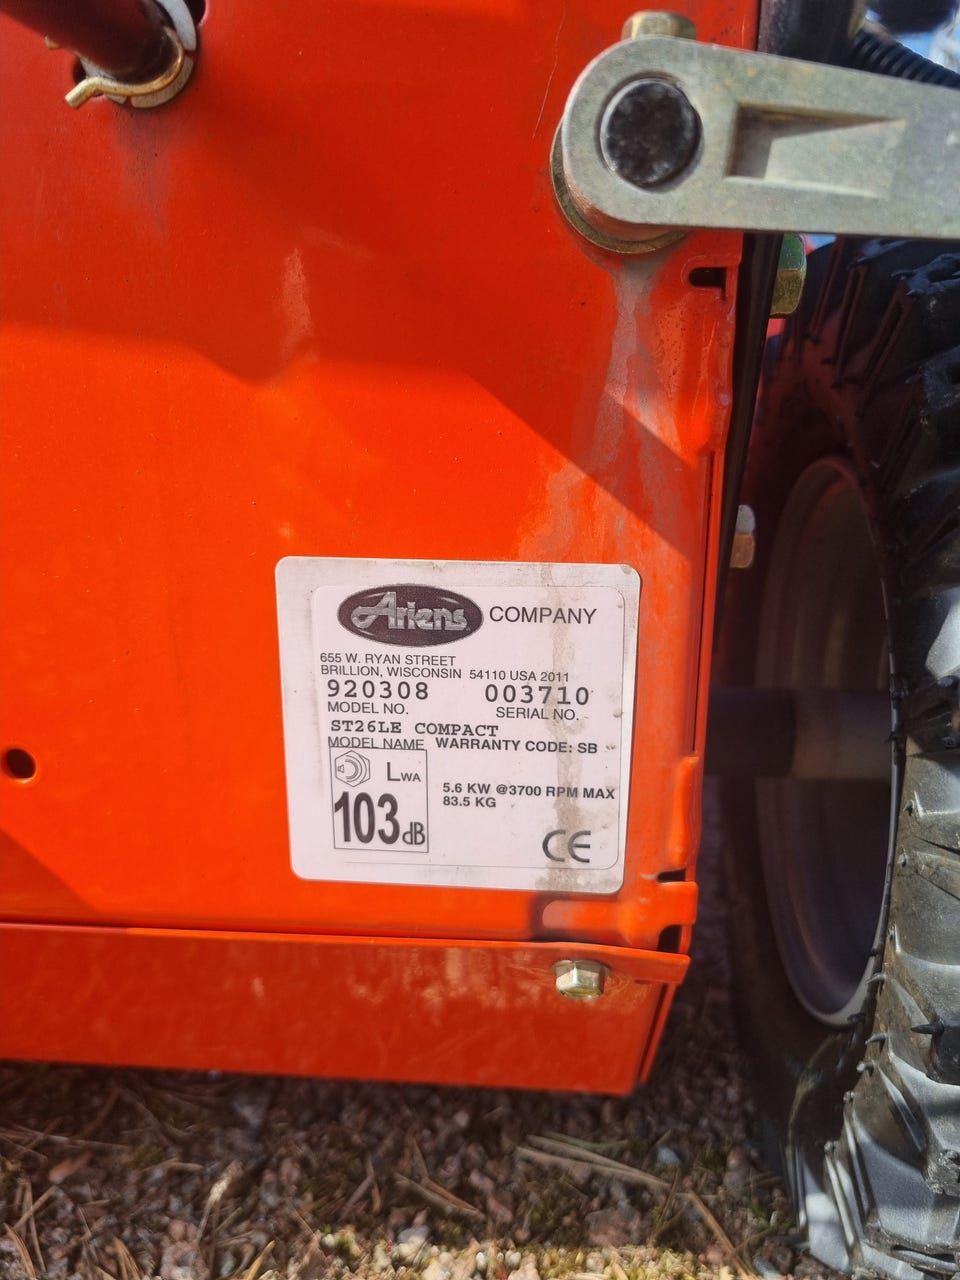 Ariens COMPANY
655 W. RYAN STREET
BRILLION, WISCONSIN 54110 USA 2011
920308 003710
MODEL NO. SERIAL NO.
ST26LE COMPACT
MODEL NAME WARRANTY CODE: SB
LWA
103dB
5.6 KW @3700 RPM MAX
83.5 KG
CE